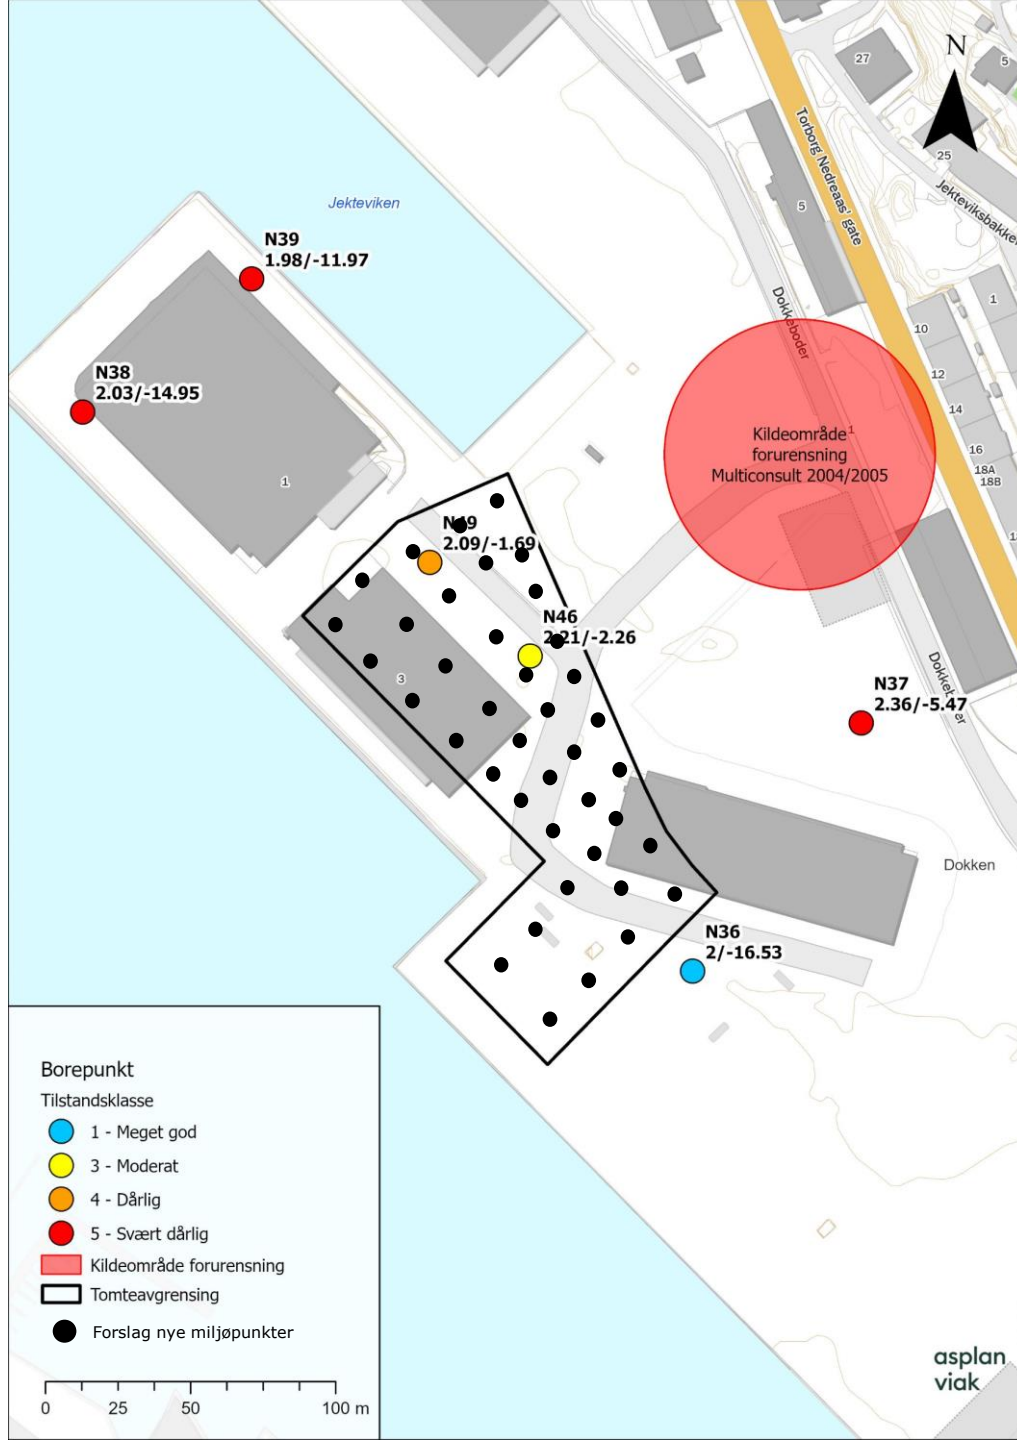 N
27
5
25
Torborg Nedreaas' gate
Jekteviksbakken
5
Jekteviken
N39
1.98/-11.97
Dokkeboder
1
10
12
14
16
18A
18B
N38
2.03/-14.95
Kildeområde¹
forurensning
Multiconsult 2004/2005
1
N49
2.09/-1.69
N46
2.21/-2.26
3
N37
2.36/-5.47
Dokkeboder
Dokken
N36
2/-16.53
Borepunkt
Tilstandsklasse
1 - Meget god
3 - Moderat
4 - Dårlig
5 - Svært dårlig
Kildeområde forurensning
Tomteavgrensing
Forslag nye miljøpunkter
0 25 50 100 m
asplan
viak